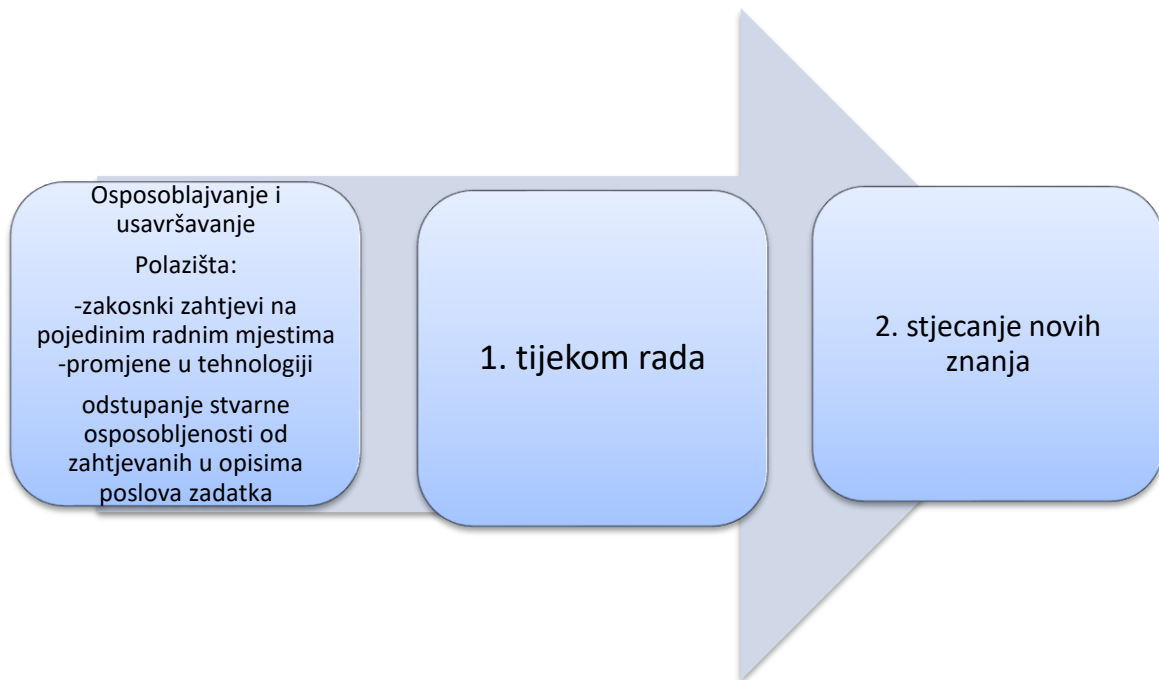 Osposoblajvanje i
usavršavanje
Polazišta:
-zakosnki zahtjevi na
pojedinim radnim mjestima
-promjene u tehnologiji
odstupanje stvarne
osposobljenosti od
zahtjevanih u opisima
poslova zadatka
1. tijekom rada
2. stjecanje novih
znanja